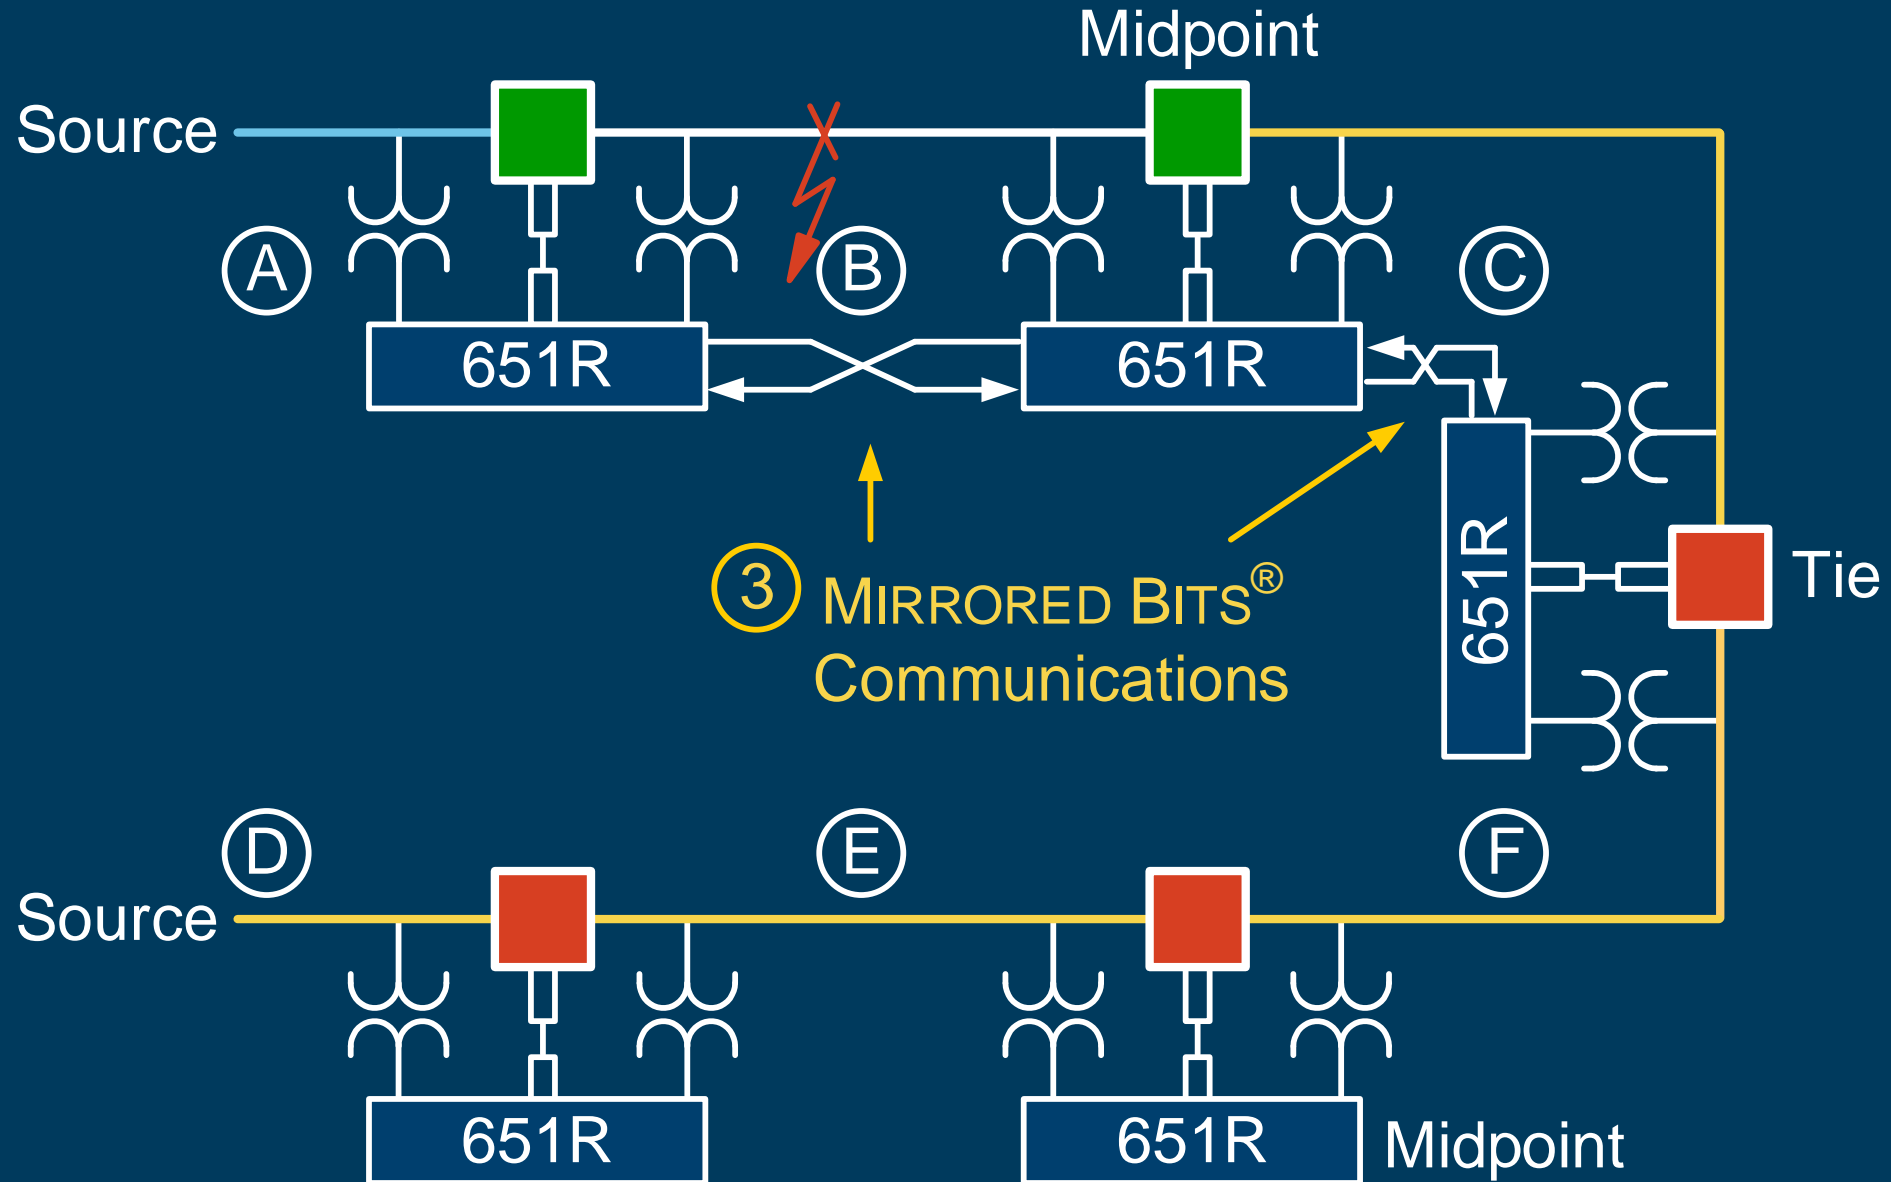 Midpoint
Source
A
B
C
651R
651R
651R
Tie
3 MIRRORED BITS®
Communications
D
E
F
Source
651R
651R
Midpoint